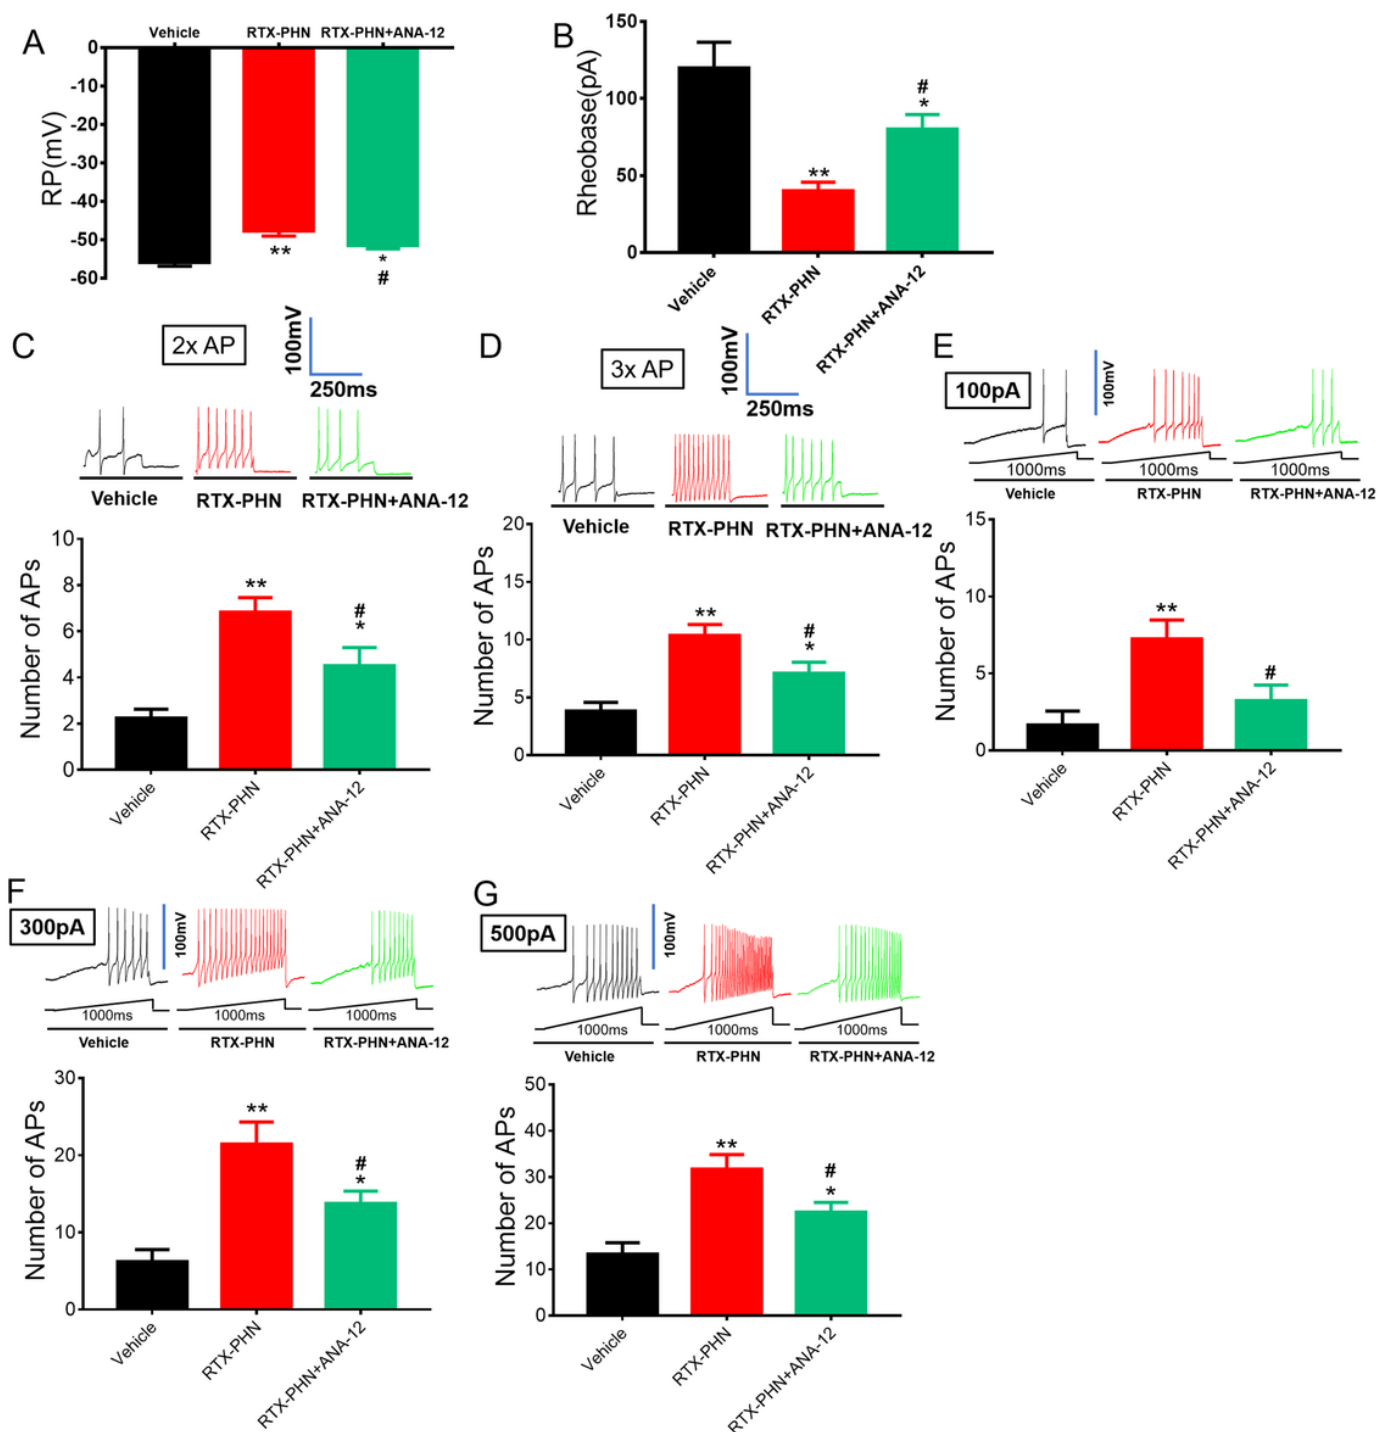 A
Vehicle RTX-PHN RTX-PHN+ANA-12
0
-10
-20
-30
-40
-50
-60
RP(mV)
**
*
#
B
150
100
50
0
Rheobase(pA)
**
#
*
Vehicle
RTX-PHN
RTX-PHN+ANA-12
C
2x AP
100mV
250ms
Vehicle RTX-PHN RTX-PHN+ANA-12
10
8
6
4
2
0
Number of APs
**
#
*
Vehicle
RTX-PHN
RTX-PHN+ANA-12
D
3x AP
100mV
250ms
Vehicle RTX-PHN RTX-PHN+ANA-12
20
15
10
5
0
Number of APs
**
#
*
Vehicle
RTX-PHN
RTX-PHN+ANA-12
E
100pA
100mV
1000ms 1000ms 1000ms
Vehicle RTX-PHN RTX-PHN+ANA-12
15
10
5
0
Number of APs
**
#
Vehicle
RTX-PHN
RTX-PHN+ANA-12
F
300pA
100mV
1000ms 1000ms 1000ms
Vehicle RTX-PHN RTX-PHN+ANA-12
30
20
10
0
Number of APs
**
#
*
Vehicle
RTX-PHN
RTX-PHN+ANA-12
G
500pA
100mV
1000ms 1000ms 1000ms
Vehicle RTX-PHN RTX-PHN+ANA-12
50
40
30
20
10
0
Number of APs
**
#
*
Vehicle
RTX-PHN
RTX-PHN+ANA-12